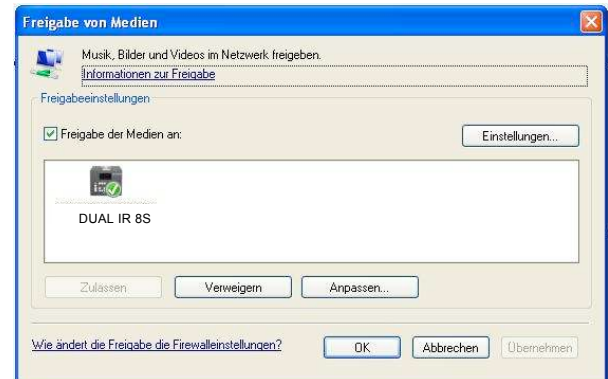 Freigabe von Medien
Musik, Bilder und Videos im Netzwerk freigeben.
Informationen zur Freigabe
Freigabeeinstellungen
Freigabe der Medien an:
Einstellungen...
DUAL IR 8S
Zulassen
Verweigern
Anpassen...
Wie ändert die Freigabe die Firewalleinstellungen?
OK
Abbrechen
Übernehmen